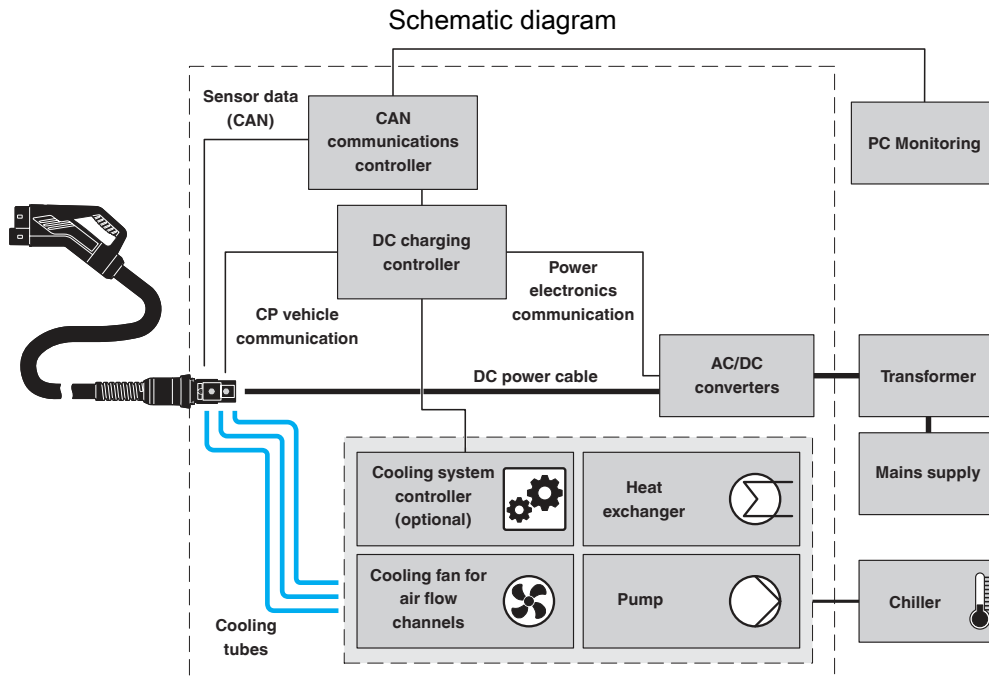 Schematic diagram
Sensor data
(CAN)
CAN
communications
controller
PC Monitoring
DC charging
controller
Power
electronics
communication
CP vehicle
communication
AC/DC
converters
Transformer
DC power cable
Mains supply
Cooling system
controller
(optional)
Heat
exchanger
Cooling fan for
air flow
channels
Pump
Chiller
Cooling
tubes